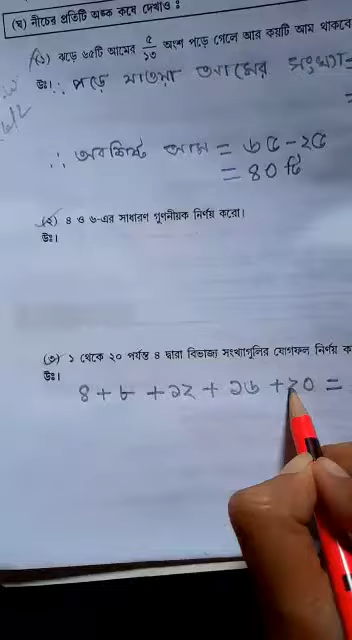 (ঘ) নীচের প্রতিটি অঙ্ক কষে দেখাও :
(১) ঝড়ে ৬৫টি আমের ৫/১৩ অংশ পড়ে গেলে আর কয়টি আম থাকবে
উঃ। ∴ পড়ে যাওয়া আমের সংখ্যা =
=
∴ অবশিষ্ট আম = ৬৫ - ২৫
= ৪০ টি
(২) ৪ ও ৬-এর সাধারণ গুণনীয়ক নির্ণয় করো।
উঃ।
(৩) ১ থেকে ২০ পর্যন্ত ৪ দ্বারা বিভাজ্য সংখ্যাগুলির যোগফল নির্ণয় ক
উঃ।
৪ + ৮ + ১২ + ১৬ + ২০ =